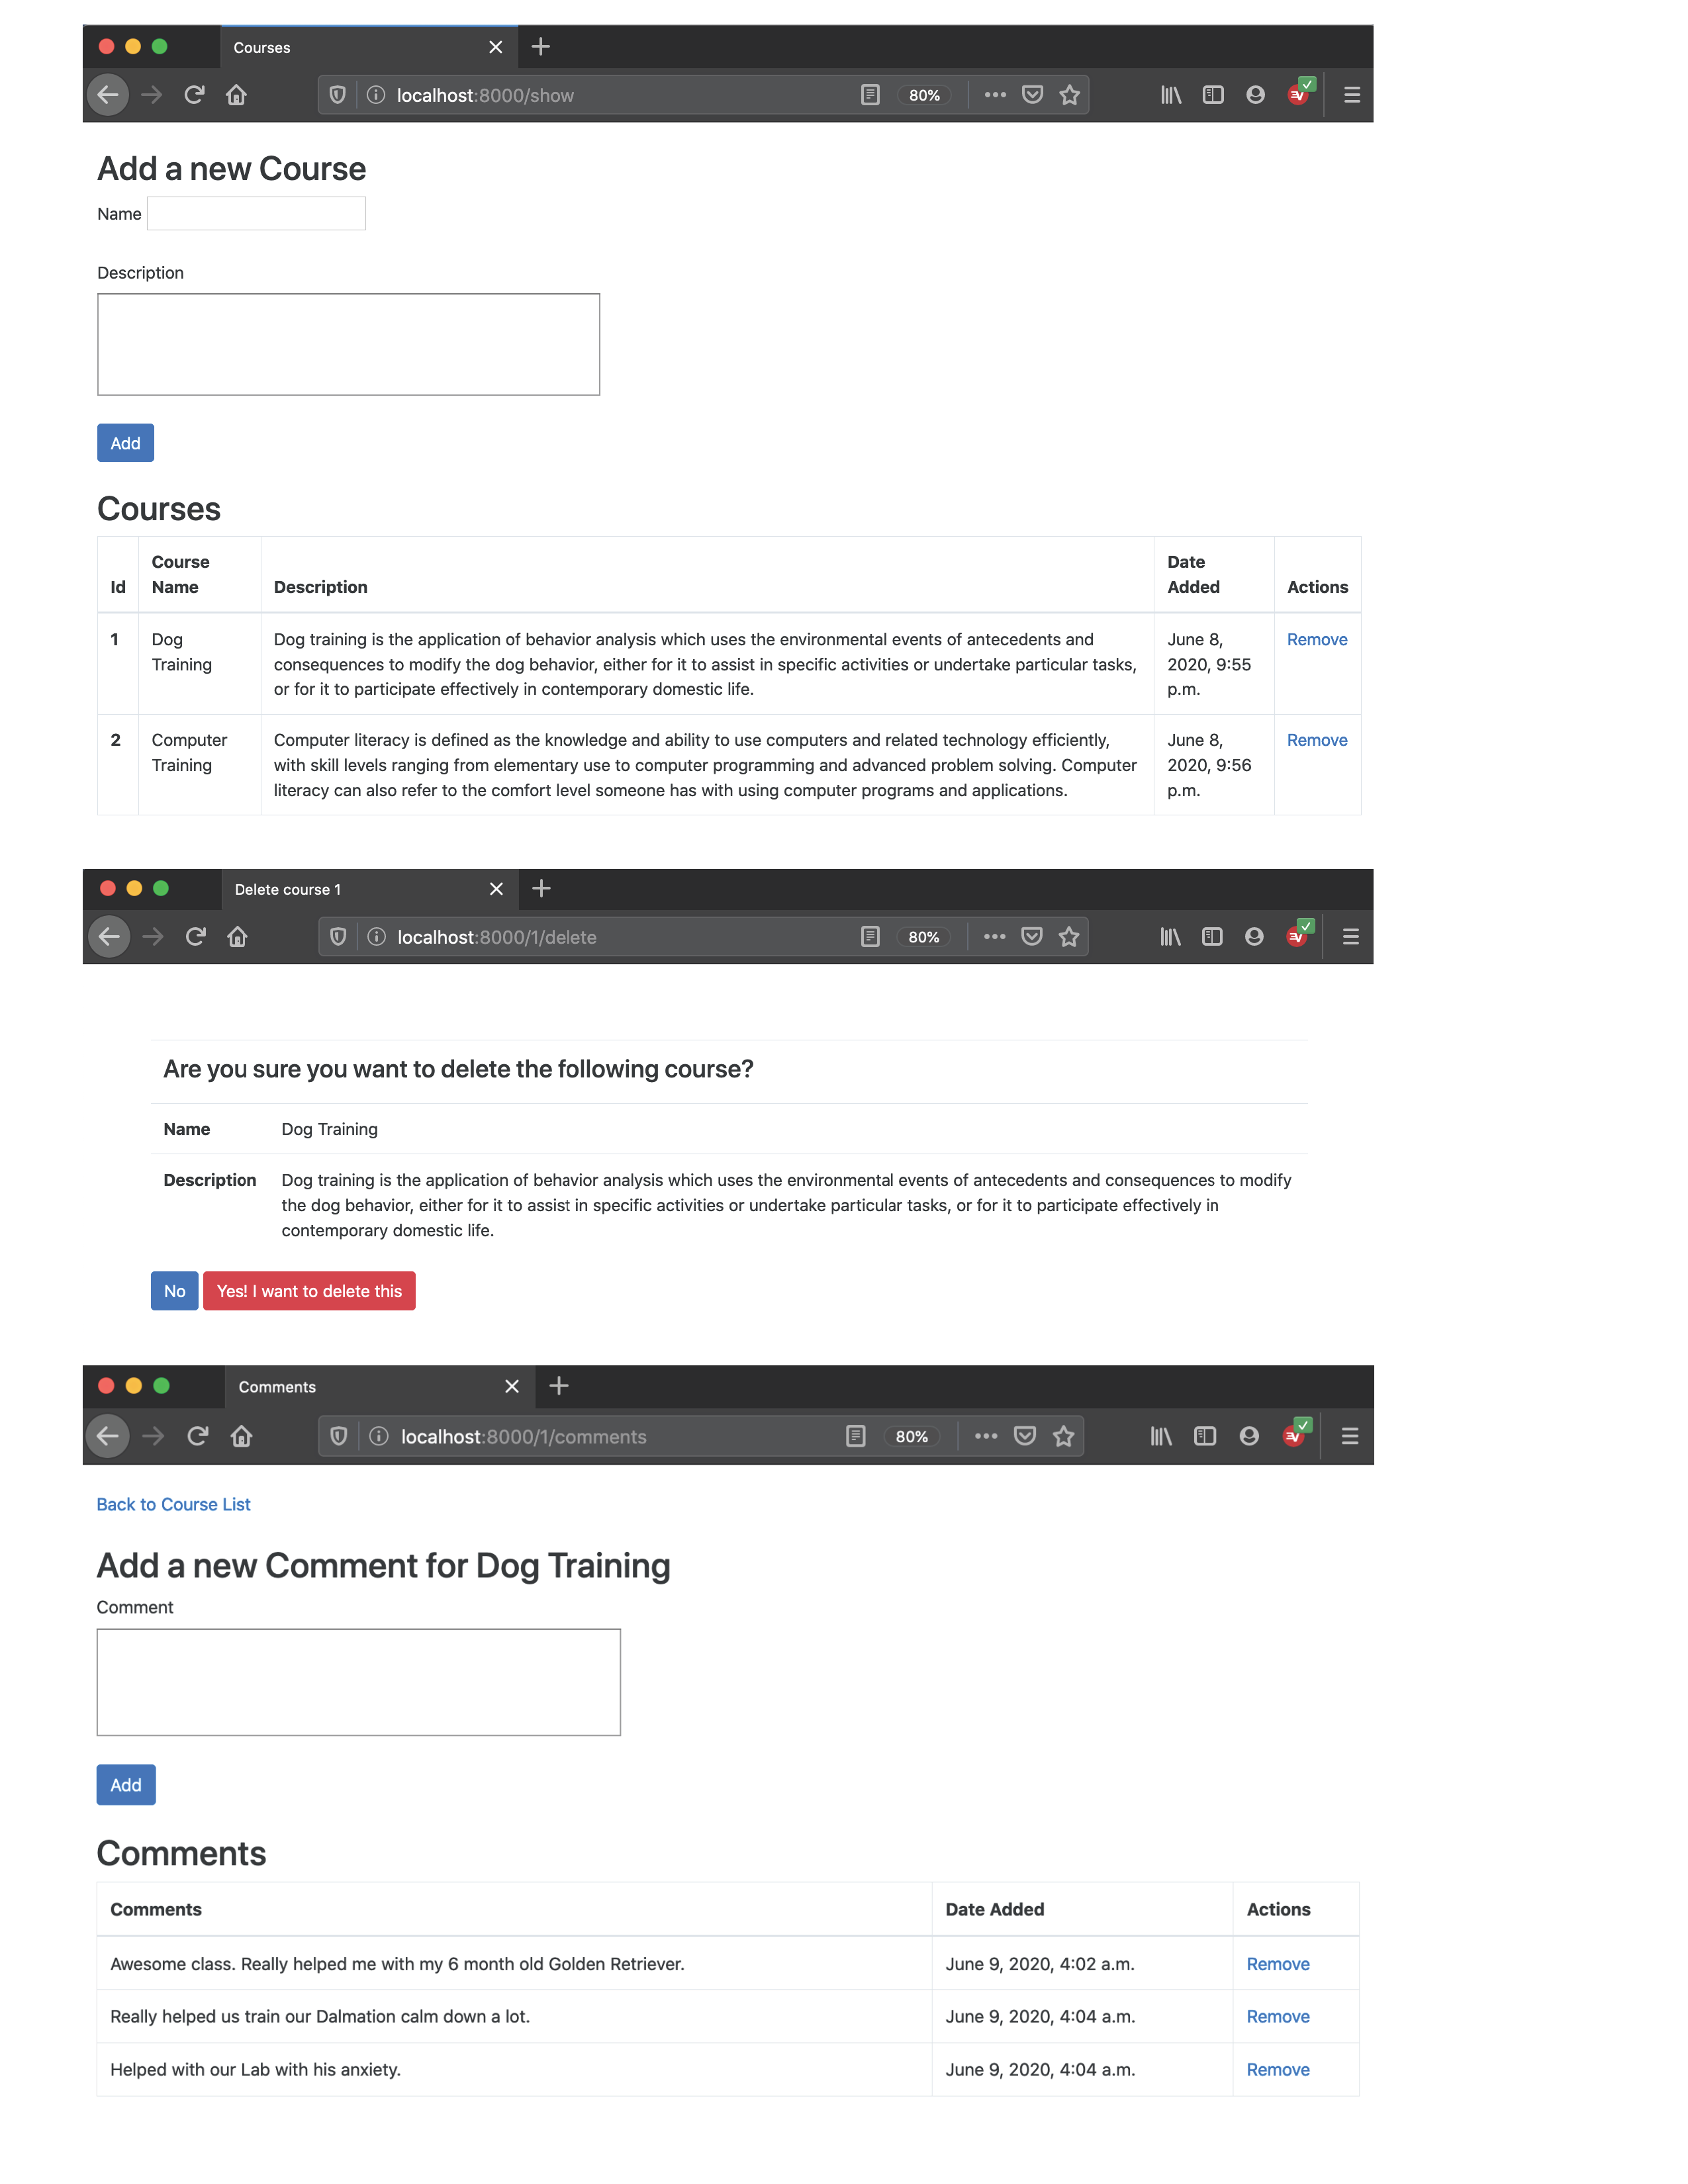 Courses
localhost:8000/show
80%
Add a new Course
Name
Description
Add
Courses
Id
Course
Name
Description
Date
Added
Actions
1
Dog
Training
Dog training is the application of behavior analysis which uses the environmental events of antecedents and
consequences to modify the dog behavior, either for it to assist in specific activities or undertake particular tasks,
or for it to participate effectively in contemporary domestic life.
June 8,
2020, 9:55
p.m.
Remove
2
Computer
Training
Computer literacy is defined as the knowledge and ability to use computers and related technology efficiently,
with skill levels ranging from elementary use to computer programming and advanced problem solving. Computer
literacy can also refer to the comfort level someone has with using computer programs and applications.
June 8,
2020, 9:56
p.m.
Remove
Delete course 1
localhost:8000/1/delete
80%
Are you sure you want to delete the following course?
Name
Dog Training
Description
Dog training is the application of behavior analysis which uses the environmental events of antecedents and consequences to modify
the dog behavior, either for it to assist in specific activities or undertake particular tasks, or for it to participate effectively in
contemporary domestic life.
No
Yes! I want to delete this
Comments
localhost:8000/1/comments
80%
Back to Course List
Add a new Comment for Dog Training
Comment
Add
Comments
Comments
Date Added
Actions
Awesome class. Really helped me with my 6 month old Golden Retriever.
June 9, 2020, 4:02 a.m.
Remove
Really helped us train our Dalmation calm down a lot.
June 9, 2020, 4:04 a.m.
Remove
Helped with our Lab with his anxiety.
June 9, 2020, 4:04 a.m.
Remove